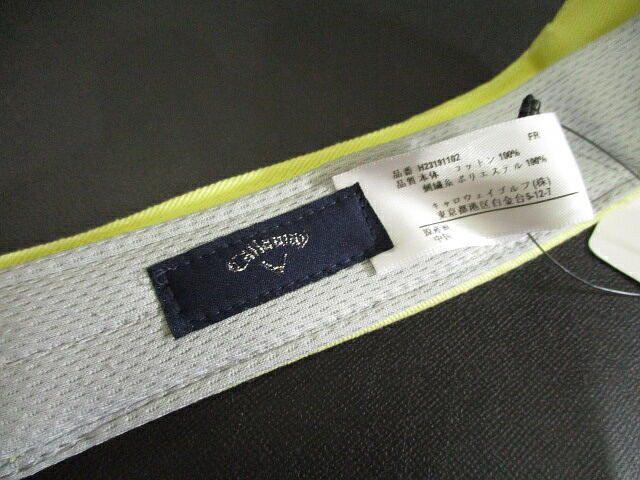 Callaway
FR
品番 H23191102
品質 本体 コットン 100%
刺繍糸 ポリエステル 100%
キャロウェイゴルフ(株)
東京都港区白金台5-12-7